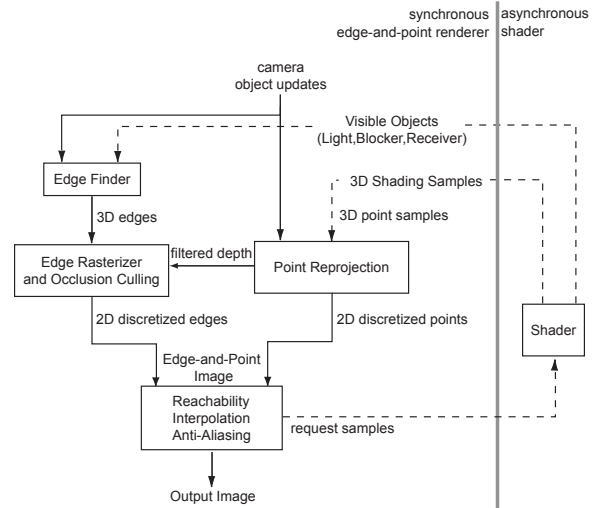 synchronous
edge-and-point renderer
asynchronous
shader
camera
object updates
Visible Objects
(Light,Blocker,Receiver)
Edge Finder
3D Shading Samples
3D edges
3D point samples
Edge Rasterizer
and Occlusion Culling
filtered depth
Point Reprojection
2D discretized edges
2D discretized points
Shader
Edge-and-Point
Image
Reachability
Interpolation
Anti-Aliasing
request samples
Output Image